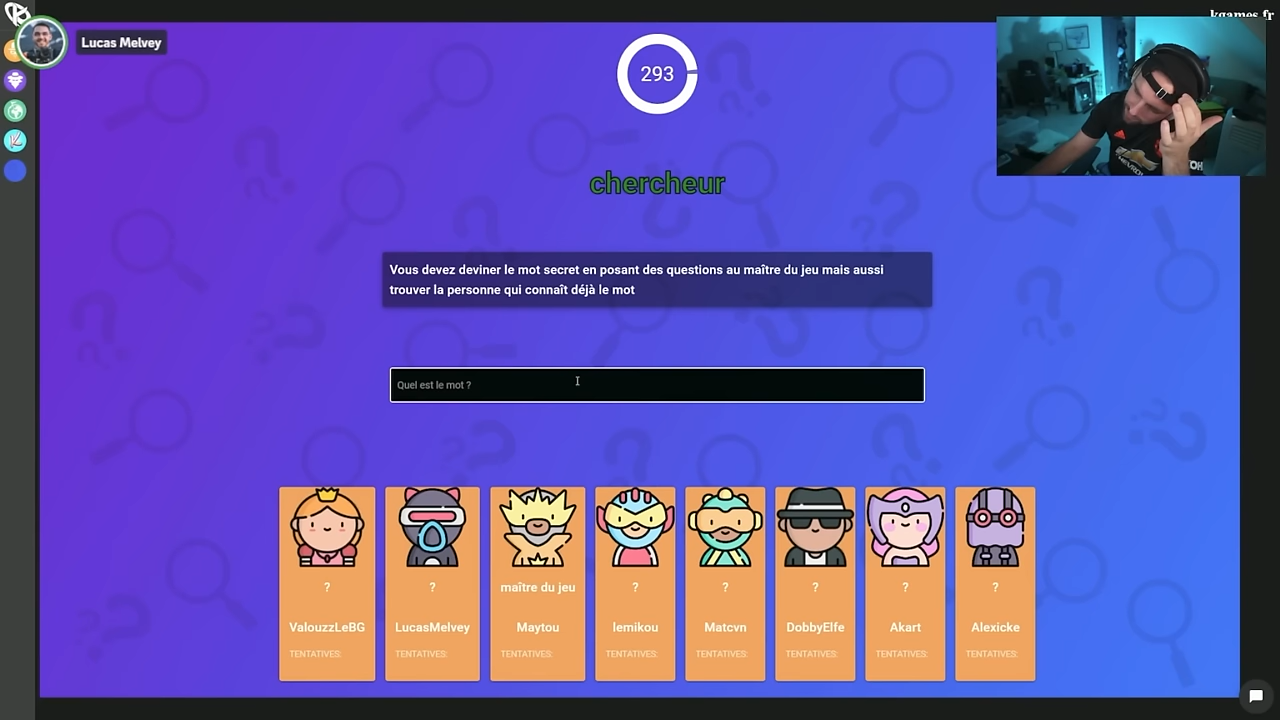 kgames.fr
Lucas Melvey
293
chercheur
Vous devez deviner le mot secret en posant des questions au maître du jeu mais aussi
trouver la personne qui connaît déjà le mot
Quel est le mot ?
? ? maître du jeu ? ? ? ? ?
ValouzzLeBG LucasMelvey Maytou lemikou Matcvn DobbyElfe Akart Alexicke
TENTATIVES: TENTATIVES: TENTATIVES: TENTATIVES: TENTATIVES: TENTATIVES: TENTATIVES: TENTATIVES: